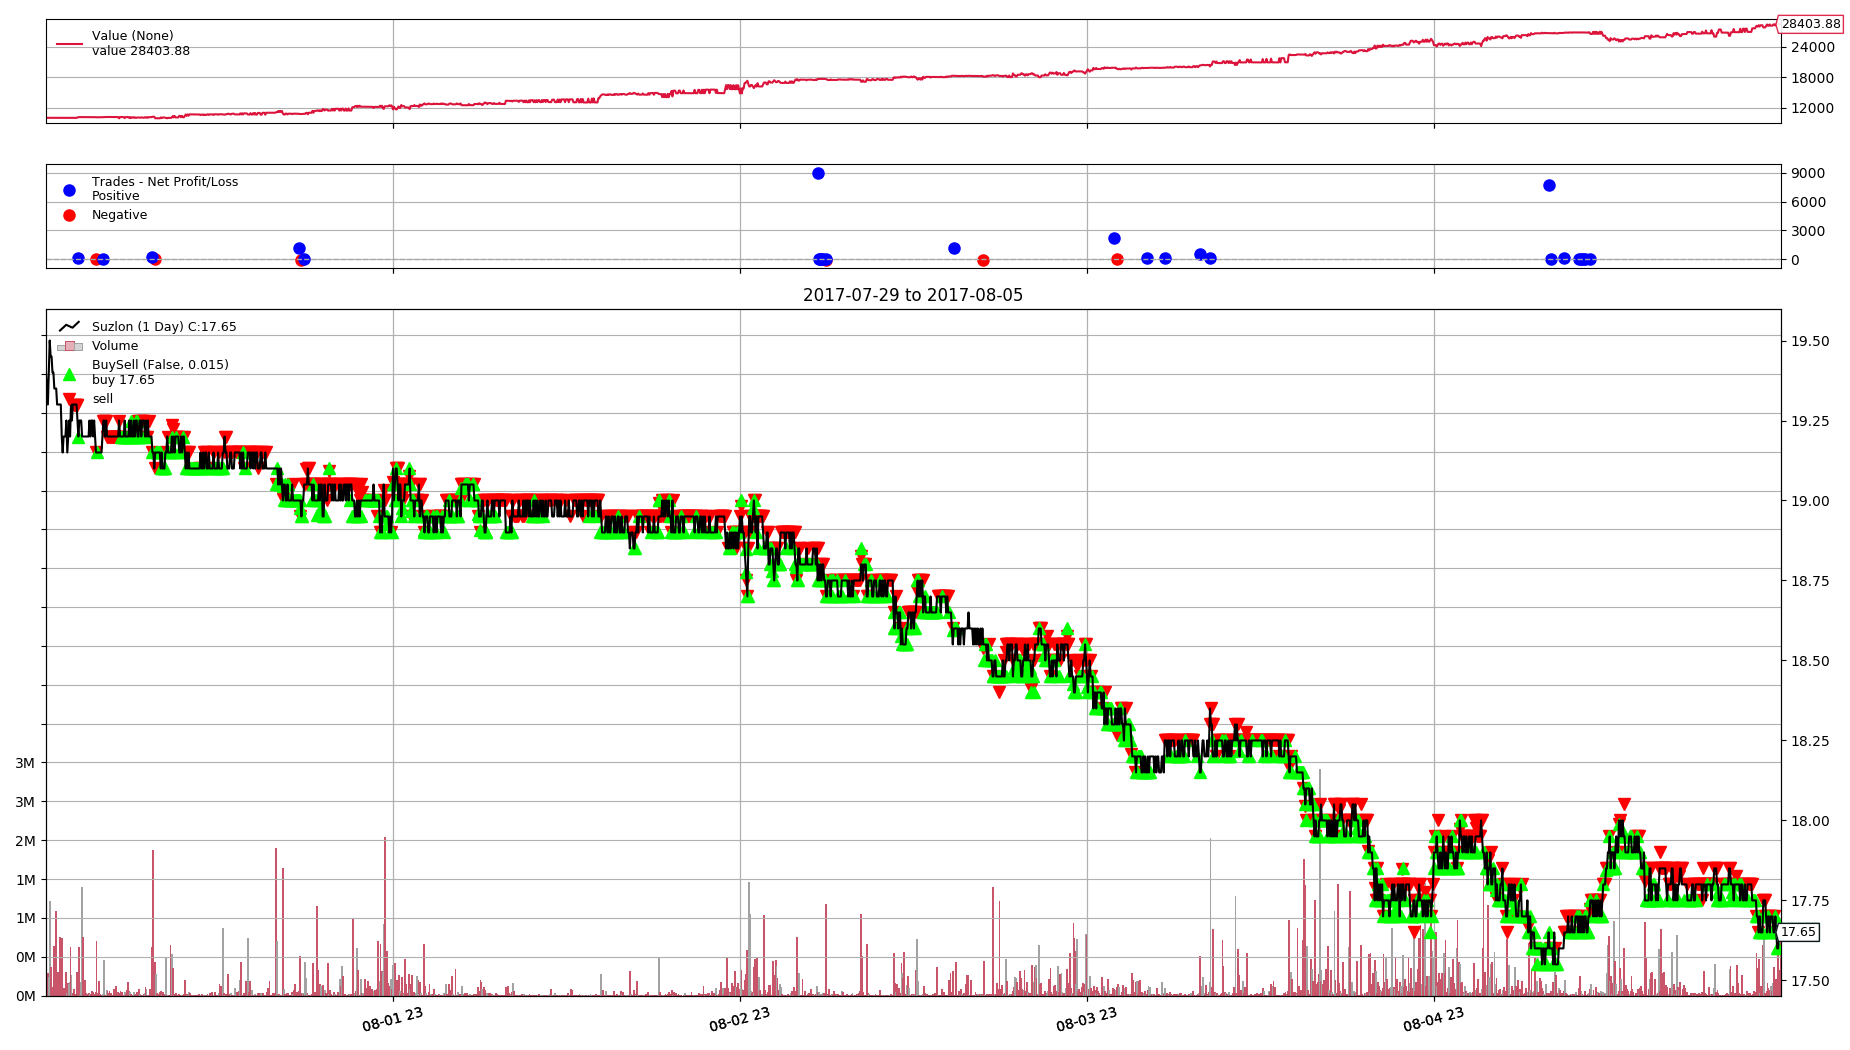 Value (None)
value 28403.88
28403.88
24000
18000
12000
Trades - Net Profit/Loss
Positive
Negative
9000
6000
3000
0
2017-07-29 to 2017-08-05
Suzlon (1 Day) C:17.65
Volume
BuySell (False, 0.015)
buy 17.65
sell
19.50
19.25
19.00
18.75
18.50
18.25
18.00
17.75
17.65
17.50
3M
3M
2M
1M
1M
0M
0M
08-01 23
08-02 23
08-03 23
08-04 23